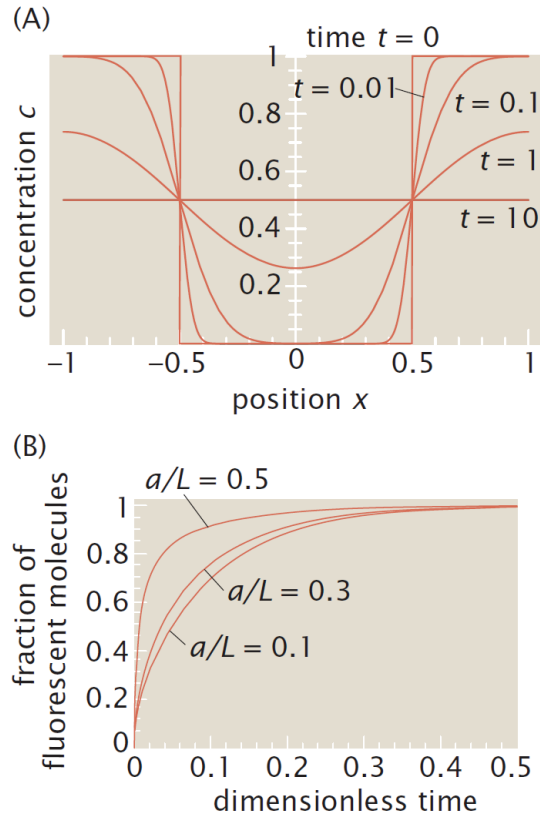 (A)
time t = 0
t = 0.01
t = 0.1
t = 1
t = 10
concentration c
1
0.8
0.6
0.4
0.2
−1
−0.5
0
0.5
1
position x
(B)
a/L = 0.5
a/L = 0.3
a/L = 0.1
fraction of
fluorescent molecules
1
0.8
0.6
0.4
0.2
0
0
0.1
0.2
0.3
0.4
0.5
dimensionless time